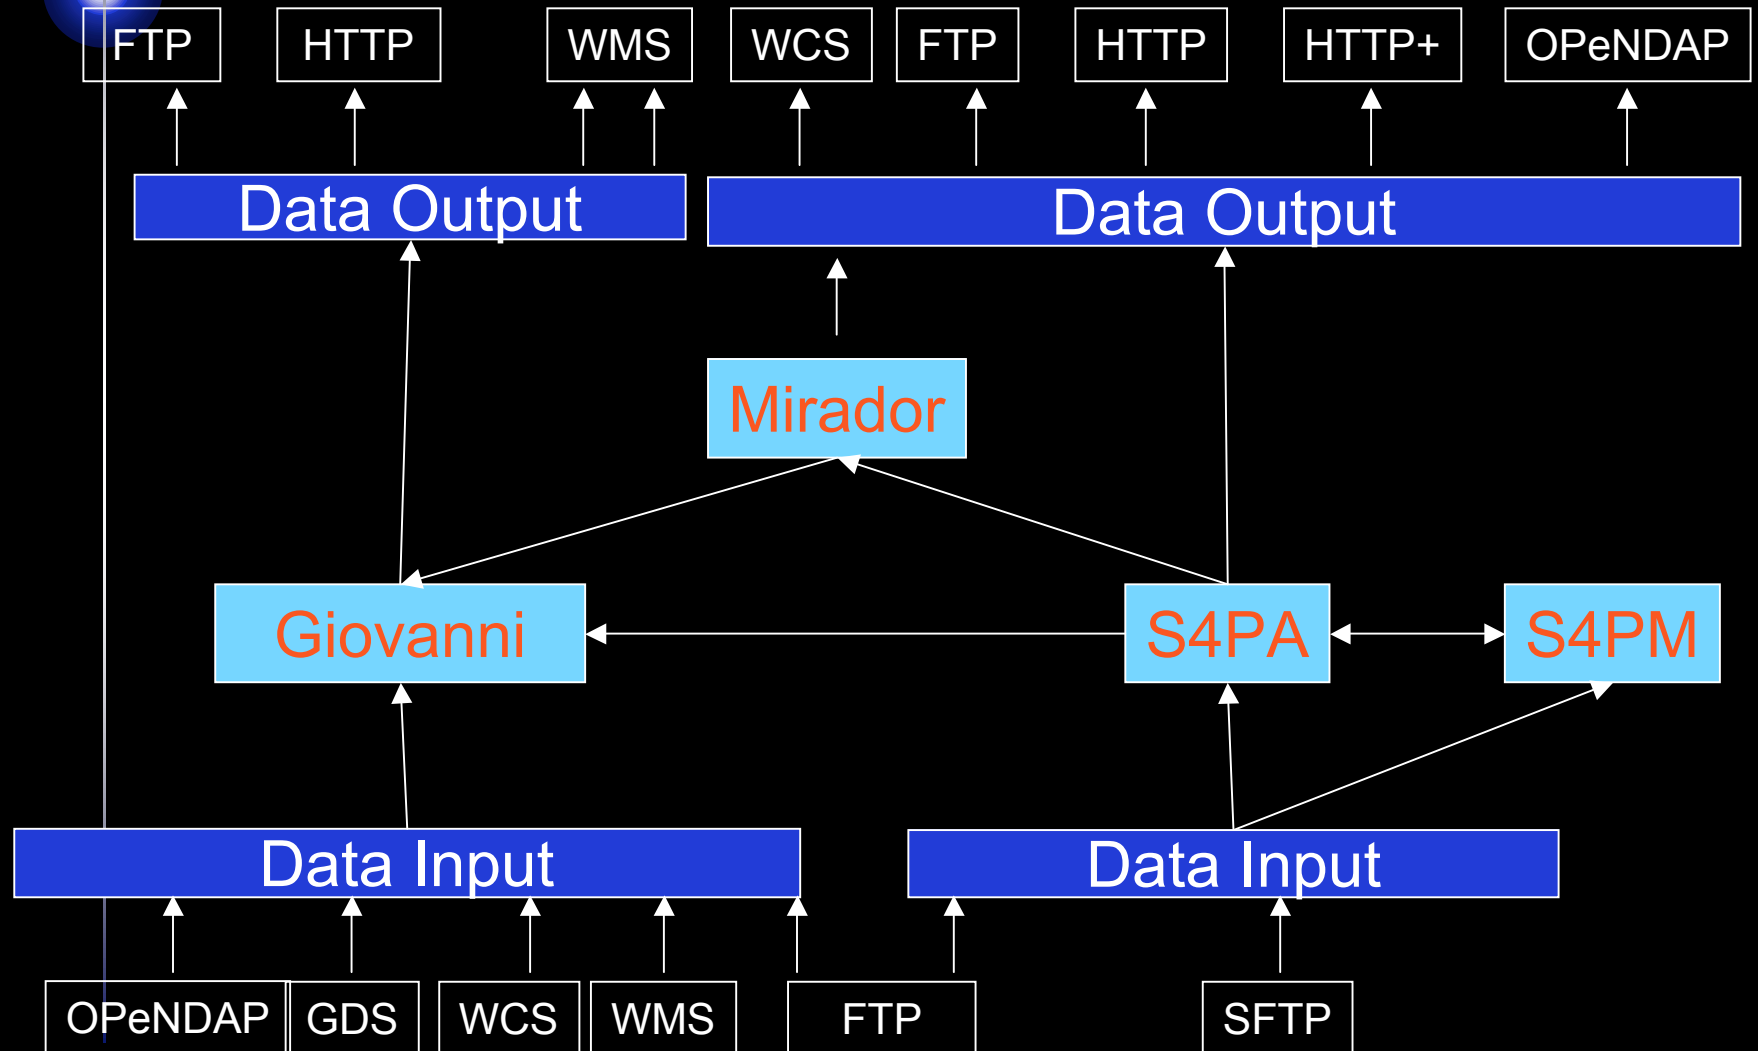 FTP
HTTP
WMS
WCS
FTP
HTTP
HTTP+
OPeNDAP
Data Output
Data Output
Mirador
Giovanni
S4PA
S4PM
Data Input
Data Input
OPeNDAP
GDS
WCS
WMS
FTP
SFTP